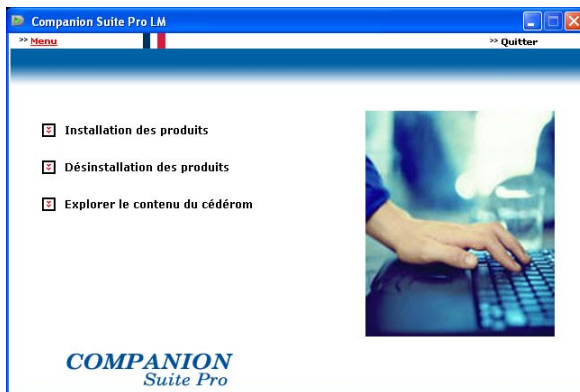 Companion Suite Pro LM
>> Menu
>> Quitter
Installation des produits
Désinstallation des produits
Explorer le contenu du cédérom
COMPANION
Suite Pro